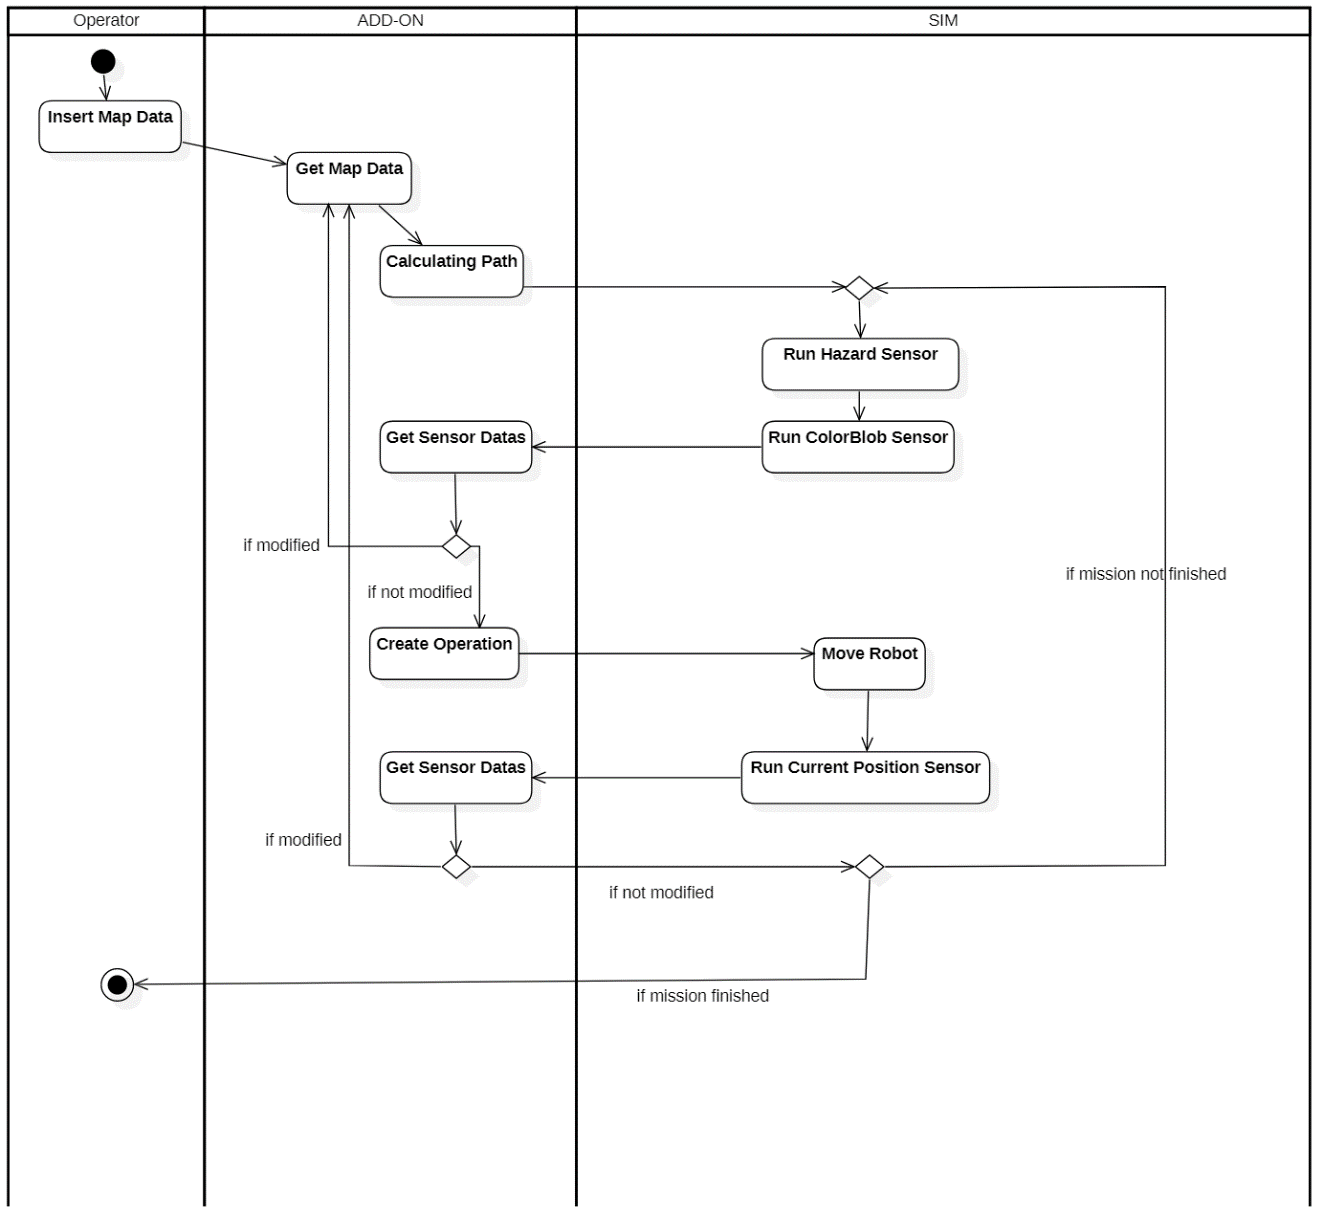 Operator
ADD-ON
SIM
Insert Map Data
Get Map Data
Calculating Path
Run Hazard Sensor
Get Sensor Datas
Run ColorBlob Sensor
if modified
if mission not finished
if not modified
Create Operation
Move Robot
Get Sensor Datas
Run Current Position Sensor
if modified
if not modified
if mission finished